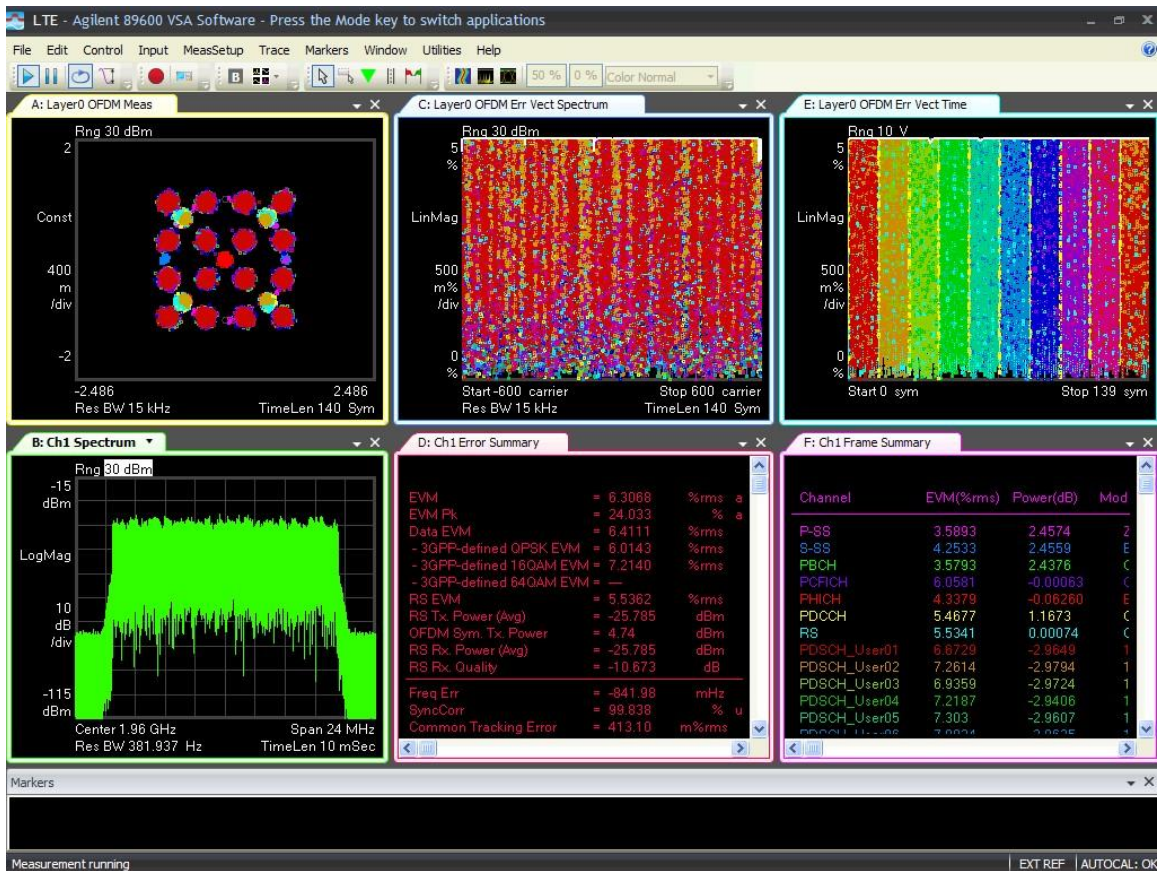 LTE - Agilent 89600 VSA Software - Press the Mode key to switch applications
File Edit Control Input MeasSetup Trace Markers Window Utilities Help
B 50 % 0 % Color Normal
A: Layer0 OFDM Meas
Rng 30 dBm
2
Const
400
m
/div
-2
-2.486 2.486
Res BW 15 kHz TimeLen 140 Sym
C: Layer0 OFDM Err Vect Spectrum
Rng 30 dBm
5
%
LinMag
500
m%
/div
0
%
Start -600 carrier Stop 600 carrier
Res BW 15 kHz TimeLen 140 Sym
E: Layer0 OFDM Err Vect Time
Rng 10 V
5
%
LinMag
500
m%
/div
0
%
Start 0 sym Stop 139 sym
B: Ch1 Spectrum
Rng 30 dBm
-15
dBm
LogMag
10
dB
/div
-115
dBm
Center 1.96 GHz Span 24 MHz
Res BW 381.937 Hz TimeLen 10 mSec
D: Ch1 Error Summary
EVM = 6.3068 %rms a
EVM Pk = 24.033 % a
Data EVM = 6.4111 %rms
- 3GPP-defined QPSK EVM = 6.0143 %rms
- 3GPP-defined 16QAM EVM = 7.2140 %rms
- 3GPP-defined 64QAM EVM = —
RS EVM = 5.5362 %rms
RS Tx. Power (Avg) = -25.785 dBm
OFDM Sym. Tx. Power = 4.74 dBm
RS Rx. Power (Avg) = -25.785 dBm
RS Rx. Quality = -10.673 dB
Freq Err = -841.98 mHz
SyncCorr = 99.838 % u
Common Tracking Error = 413.10 m%rms
F: Ch1 Frame Summary
Channel EVM(%rms) Power(dB) Mod
P-SS 3.5893 2.4574 Z
S-SS 4.2533 2.4559
PBCH 3.5793 2.4376
PCFICH 6.0581 -0.00063
PHICH 4.3379 -0.06260
PDCCH 5.4677 1.1673
RS 5.5341 0.00074
PDSCH_User01 6.6729 -2.9649 1
PDSCH_User02 7.2614 -2.9794 1
PDSCH_User03 6.9359 -2.9724 1
PDSCH_User04 7.2187 -2.9406 1
PDSCH_User05 7.303 -2.9607 1
Markers
Measurement running EXT REF AUTOCAL: OK